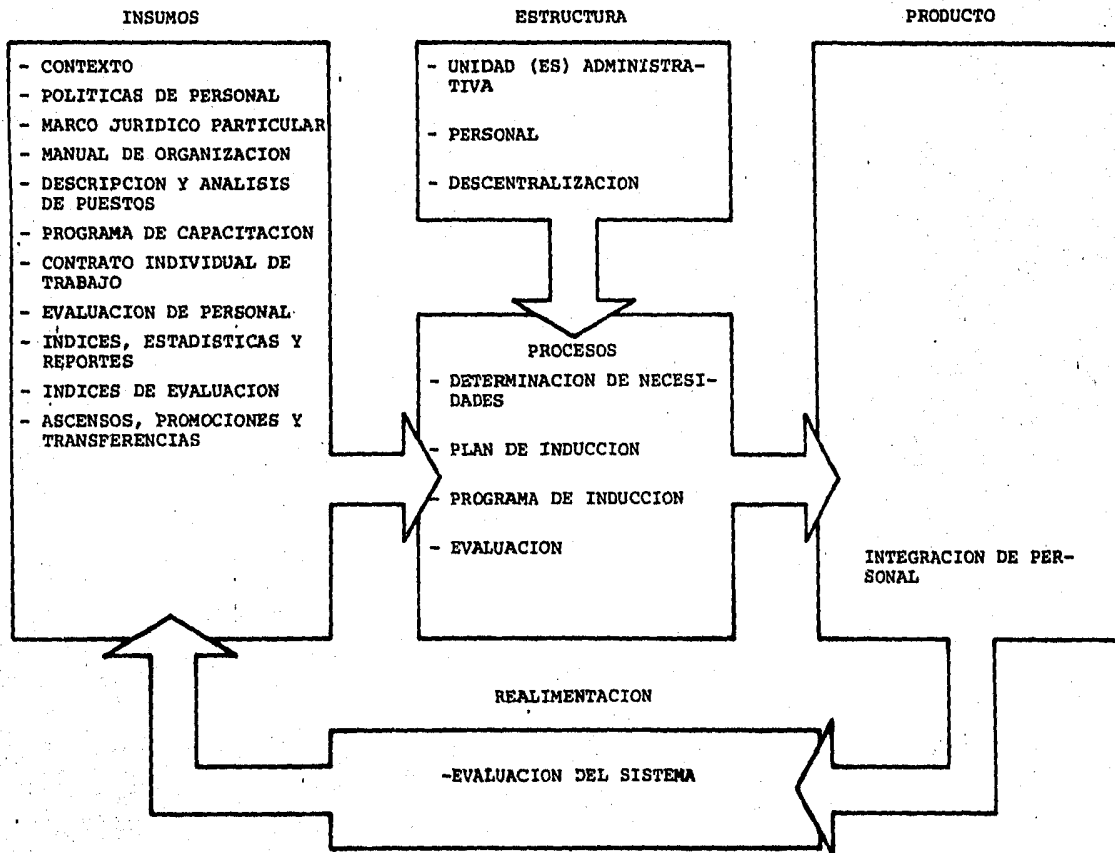 INSUMOS
ESTRUCTURA
PRODUCTO
- CONTEXTO
- POLITICAS DE PERSONAL
- MARCO JURIDICO PARTICULAR
- MANUAL DE ORGANIZACION
- DESCRIPCION Y ANALISIS
DE PUESTOS
- PROGRAMA DE CAPACITACION
- CONTRATO INDIVIDUAL DE
TRABAJO
- EVALUACION DE PERSONAL
- INDICES, ESTADISTICAS Y
REPORTES
- INDICES DE EVALUACION
- ASCENSOS, PROMOCIONES Y
TRANSFERENCIAS
- UNIDAD (ES) ADMINISTRA-
TIVA
- PERSONAL
- DESCENTRALIZACION
PROCESOS
- DETERMINACION DE NECESI-
DADES
- PLAN DE INDUCCION
- PROGRAMA DE INDUCCION
- EVALUACION
INTEGRACION DE PER-
SONAL
REALIMENTACION
-EVALUACION DEL SISTEMA